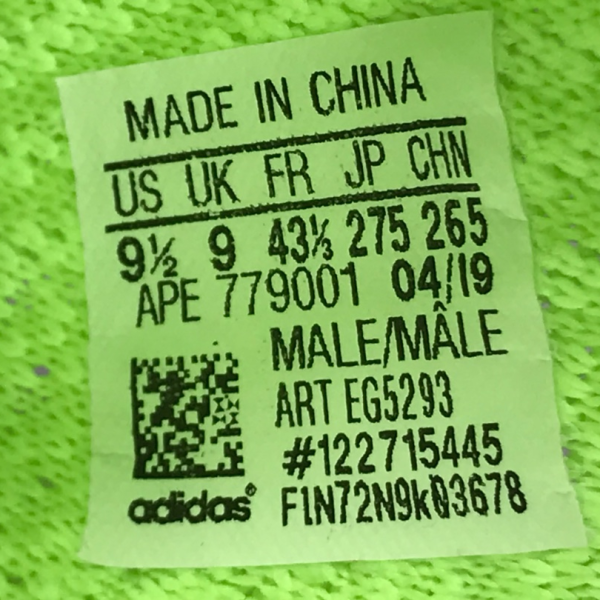 MADE IN CHINA
US UK FR JP CHN
9½ 9 43⅓ 275 265
APE 779001 04/19
MALE/MÂLE
ART EG5293
#122715445
adidas® F1N72N9k03678